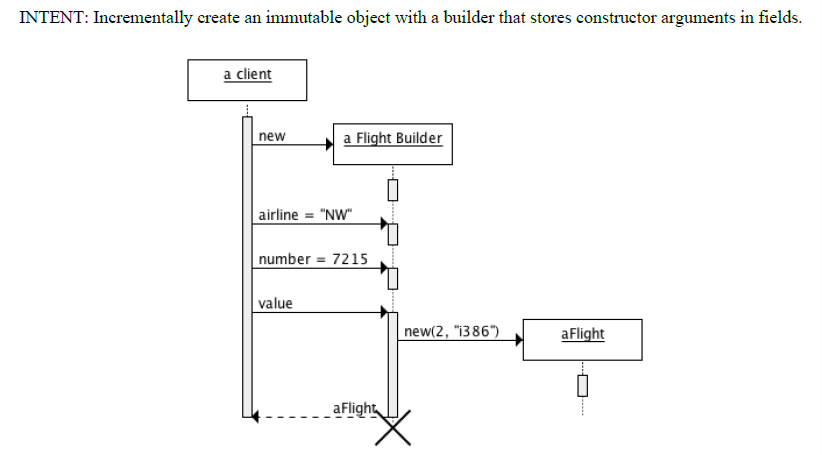 INTENT: Incrementally create an immutable object with a builder that stores constructor arguments in fields.
a client
new
a Flight Builder
airline = "NW"
number = 7215
value
new(2, "i386")
aFlight
aFlight